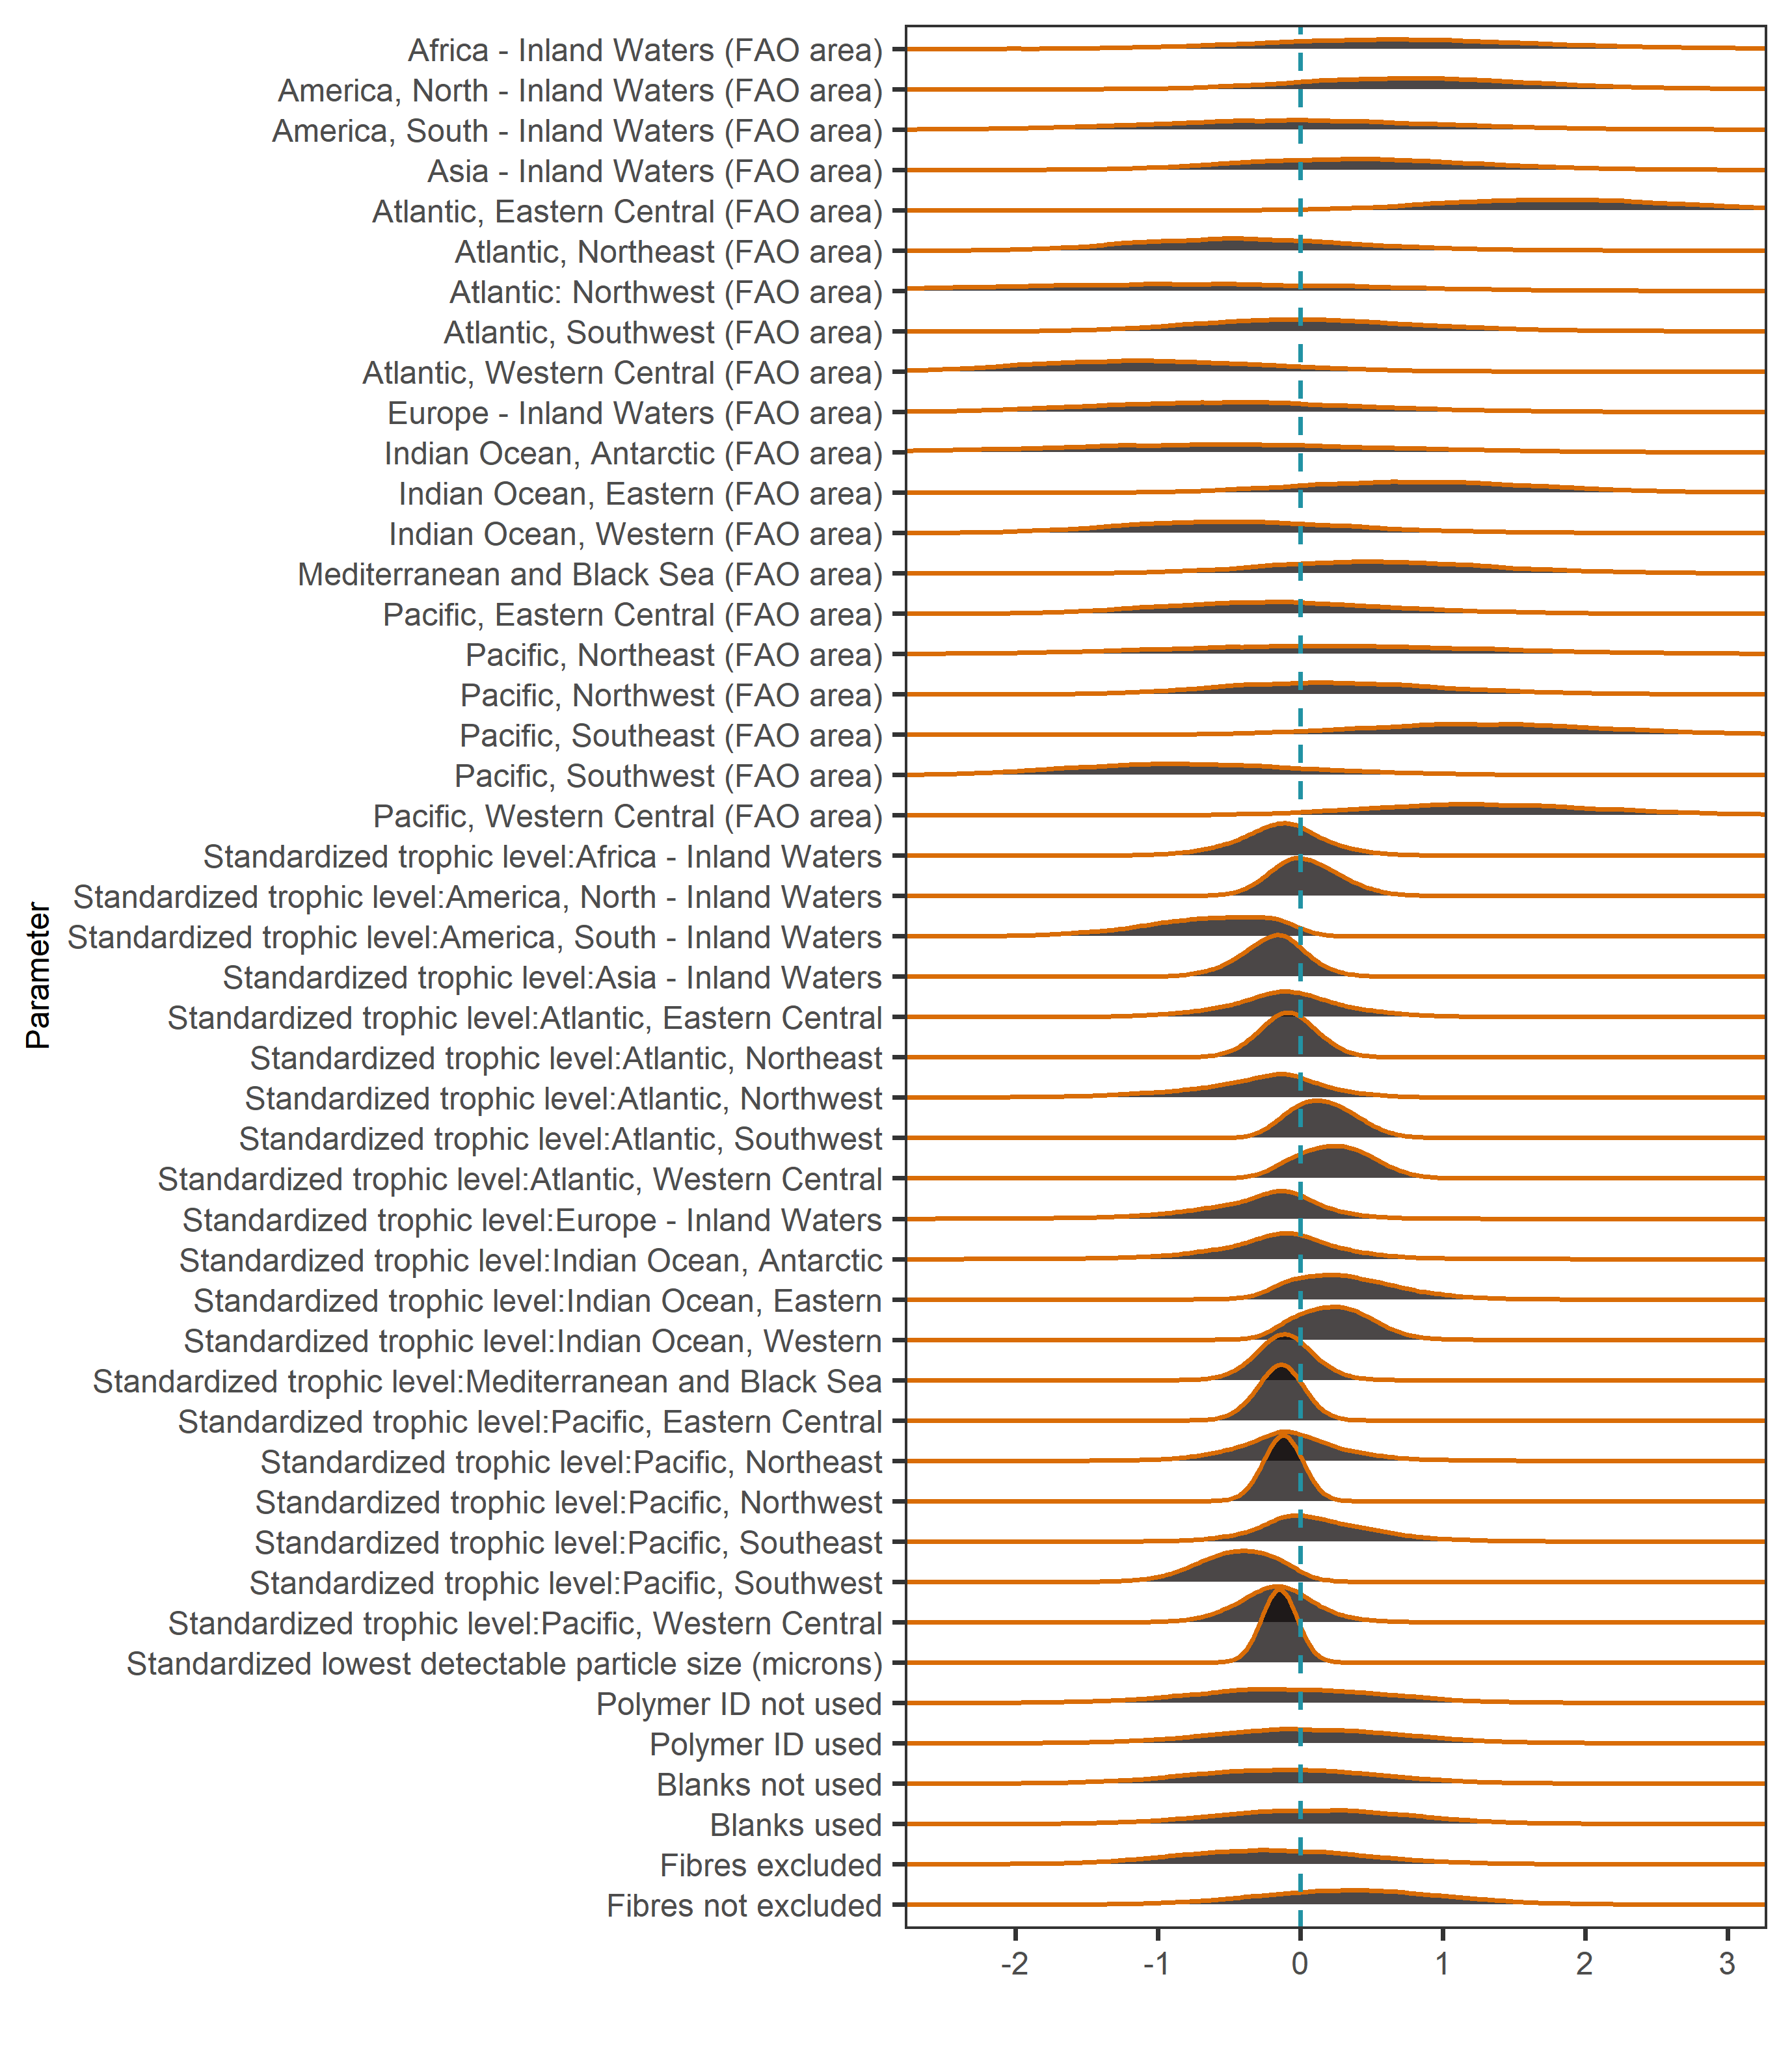 Africa - Inland Waters (FAO area)
America, North - Inland Waters (FAO area)
America, South - Inland Waters (FAO area)
Asia - Inland Waters (FAO area)
Atlantic, Eastern Central (FAO area)
Atlantic, Northeast (FAO area)
Atlantic: Northwest (FAO area)
Atlantic, Southwest (FAO area)
Atlantic, Western Central (FAO area)
Europe - Inland Waters (FAO area)
Indian Ocean, Antarctic (FAO area)
Indian Ocean, Eastern (FAO area)
Indian Ocean, Western (FAO area)
Mediterranean and Black Sea (FAO area)
Pacific, Eastern Central (FAO area)
Pacific, Northeast (FAO area)
Pacific, Northwest (FAO area)
Pacific, Southeast (FAO area)
Pacific, Southwest (FAO area)
Pacific, Western Central (FAO area)
Standardized trophic level:Africa - Inland Waters
Standardized trophic level:America, North - Inland Waters
Standardized trophic level:America, South - Inland Waters
Standardized trophic level:Asia - Inland Waters
Standardized trophic level:Atlantic, Eastern Central
Standardized trophic level:Atlantic, Northeast
Standardized trophic level:Atlantic, Northwest
Standardized trophic level:Atlantic, Southwest
Standardized trophic level:Atlantic, Western Central
Standardized trophic level:Europe - Inland Waters
Standardized trophic level:Indian Ocean, Antarctic
Standardized trophic level:Indian Ocean, Eastern
Standardized trophic level:Indian Ocean, Western
Standardized trophic level:Mediterranean and Black Sea
Standardized trophic level:Pacific, Eastern Central
Standardized trophic level:Pacific, Northeast
Standardized trophic level:Pacific, Northwest
Standardized trophic level:Pacific, Southeast
Standardized trophic level:Pacific, Southwest
Standardized trophic level:Pacific, Western Central
Standardized lowest detectable particle size (microns)
Polymer ID not used
Polymer ID used
Blanks not used
Blanks used
Fibres excluded
Fibres not excluded
Parameter
-2 -1 0 1 2 3